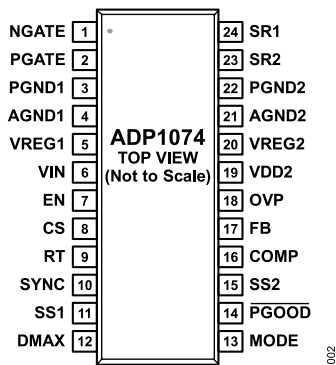 NGATE 1 24 SR1
PGATE 2 23 SR2
PGND1 3 22 PGND2
AGND1 4 21 AGND2
VREG1 5 20 VREG2
VIN 6 19 VDD2
EN 7 18 OVP
CS 8 17 FB
RT 9 16 COMP
SYNC 10 15 SS2
SS1 11 14 PGOOD
DMAX 12 13 MODE
ADP1074
TOP VIEW
(Not to Scale)
002